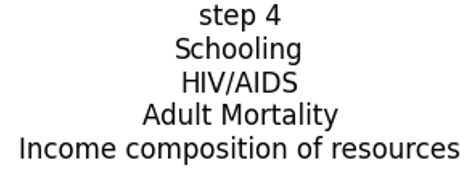 step 4
Schooling
HIV/AIDS
Adult Mortality
Income composition of resources